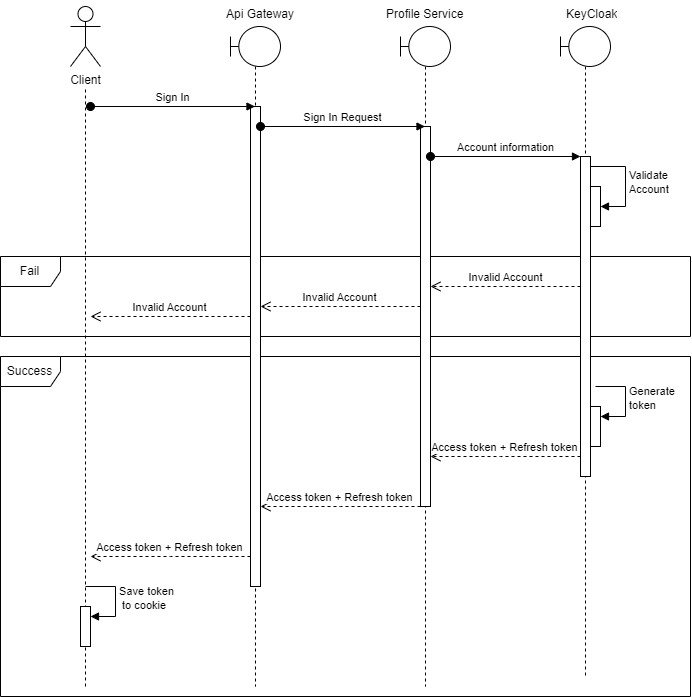 Api Gateway
Profile Service
KeyCloak
Client
Sign In
Sign In Request
Account information
Validate
Account
Fail
Invalid Account
Invalid Account
Invalid Account
Success
Generate
token
Access token + Refresh token
Access token + Refresh token
Access token + Refresh token
Save token
to cookie